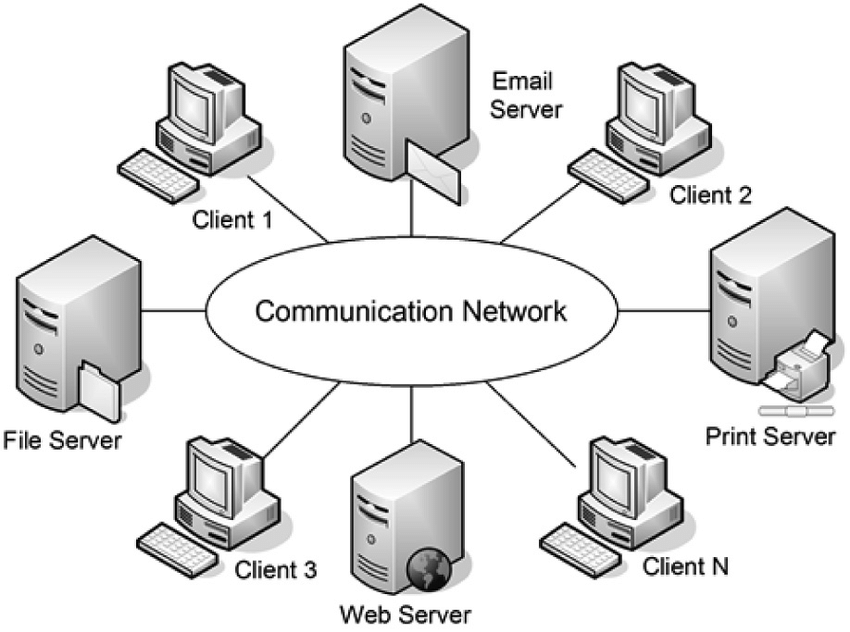 Email
Server
Client 1
Client 2
Communication Network
File Server
Print Server
Client 3
Client N
Web Server